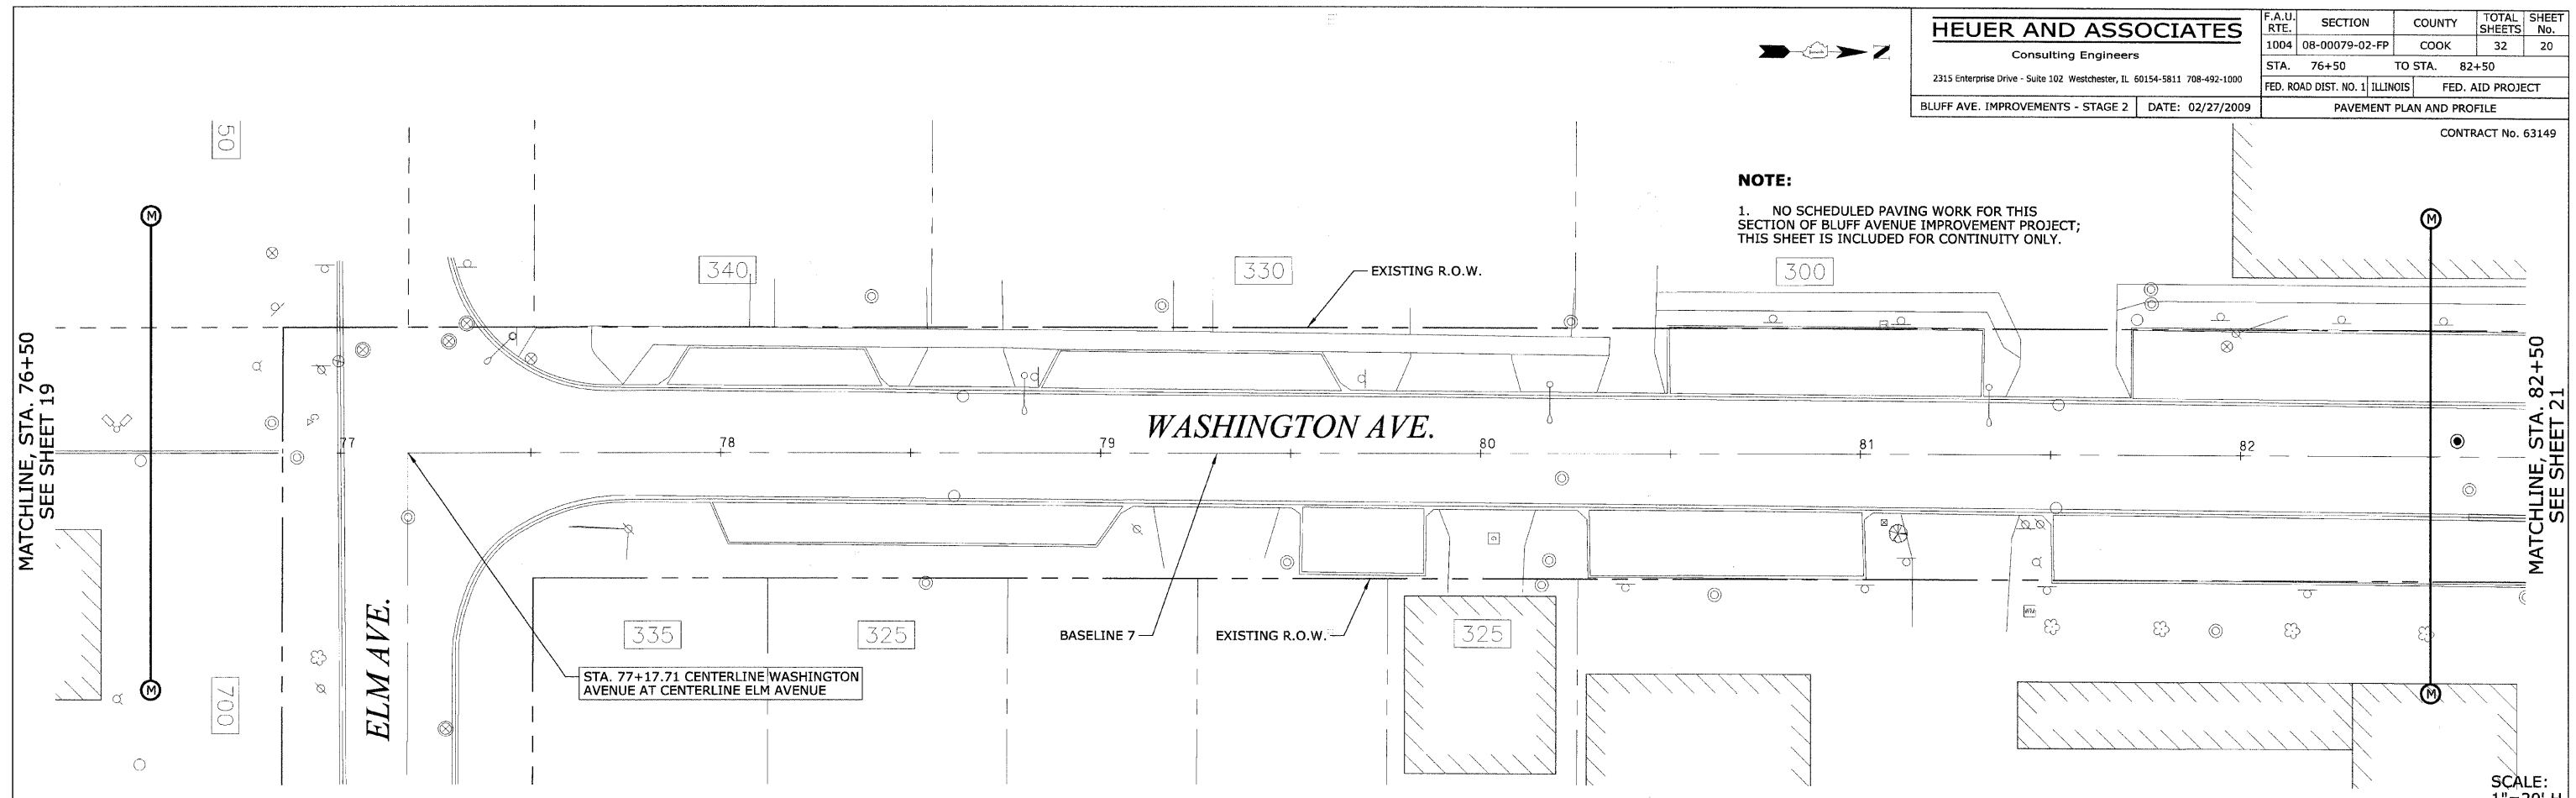 HEUER AND ASSOCIATES
Consulting Engineers
2315 Enterprise Drive - Suite 102 Westchester, IL 60154-5811 708-492-1000
BLUFF AVE. IMPROVEMENTS - STAGE 2 DATE: 02/27/2009
F.A.U. RTE. SECTION COUNTY TOTAL SHEETS SHEET No.
1004 08-00079-02-FP COOK 32 20
STA. 76+50 TO STA. 82+50
FED. ROAD DIST. NO. 1 ILLINOIS FED. AID PROJECT
PAVEMENT PLAN AND PROFILE
CONTRACT No. 63149
N
50
NOTE:
1. NO SCHEDULED PAVING WORK FOR THIS
SECTION OF BLUFF AVENUE IMPROVEMENT PROJECT;
THIS SHEET IS INCLUDED FOR CONTINUITY ONLY.
M
M
340
330
EXISTING R.O.W.
300
MATCHLINE, STA. 76+50
SEE SHEET 19
WASHINGTON AVE.
77
78
79
80
81
82
MATCHLINE, STA. 82+50
SEE SHEET 21
ELM AVE.
335
325
BASELINE 7
EXISTING R.O.W.
325
STA. 77+17.71 CENTERLINE WASHINGTON
AVENUE AT CENTERLINE ELM AVENUE
700
M
M
SCALE: